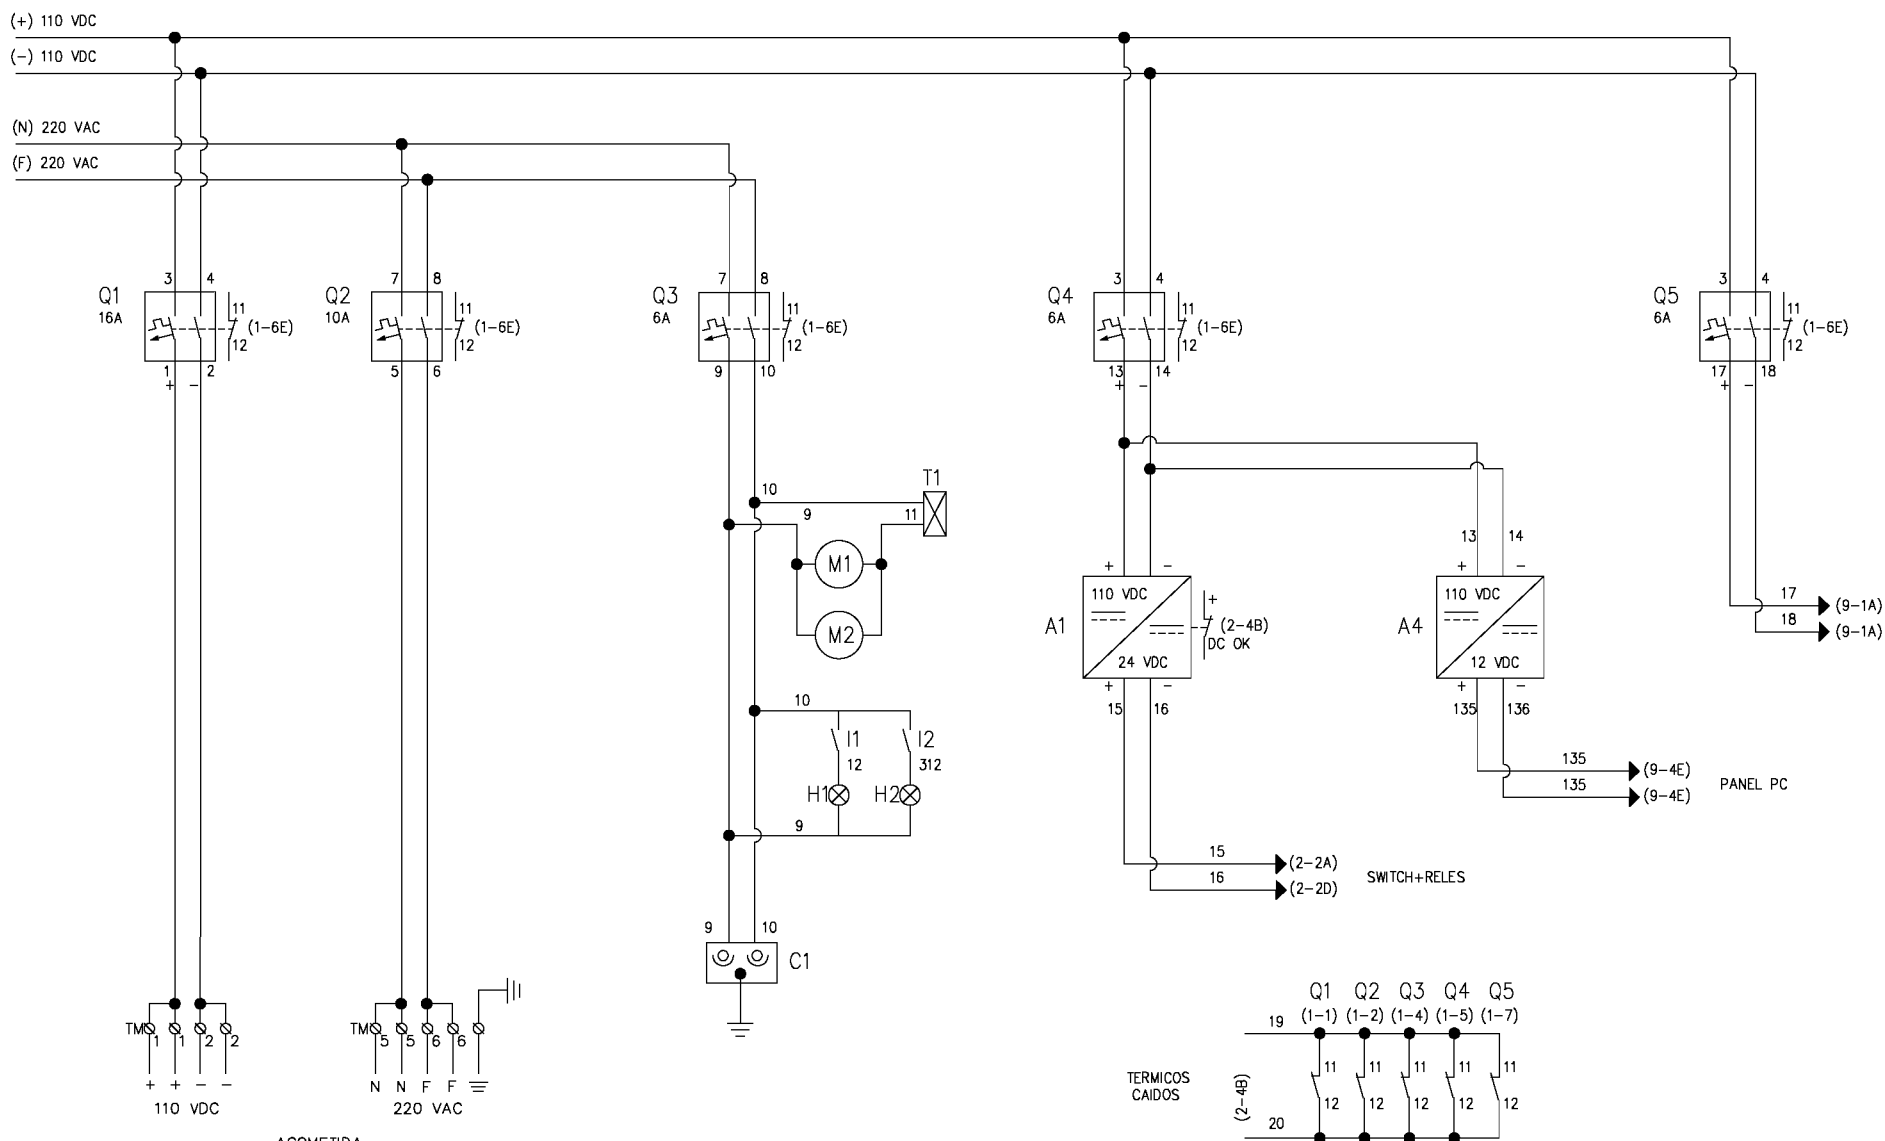 (+) 110 VDC
(-) 110 VDC
(N) 220 VAC
(F) 220 VAC
3 4
7 8
7 8
3 4
3 4
Q1
16A
11
(1-6E)
12
Q2
10A
11
(1-6E)
12
Q3
6A
11
(1-6E)
12
Q4
6A
11
(1-6E)
12
Q5
6A
11
(1-6E)
12
1 2
+ -
5 6
9 10
13 14
+ -
17 18
+ -
T1
10
9
11
M1
M2
13 14
+ -
110 VDC
A1
24 VDC
+ -
15 16
+
(2-4B)
DC OK
+ -
110 VDC
A4
12 VDC
+ -
135 136
17 (9-1A)
18 (9-1A)
10
I1
12
H1
I2
312
H2
9
135 (9-4E)
135 (9-4E)
PANEL PC
15 (2-2A)
16 (2-2D)
SWITCH+RELES
9 10
C1
TM
1 1 2 2
+ + - -
110 VDC
TM
5 5 6 6
N N F F
220 VAC
Q1 Q2 Q3 Q4 Q5
(1-1) (1-2) (1-4) (1-5) (1-7)
19
11 11 11 11 11
TERMICOS
CAIDOS
(2-4B)
12 12 12 12 12
20
ACOMETIDA